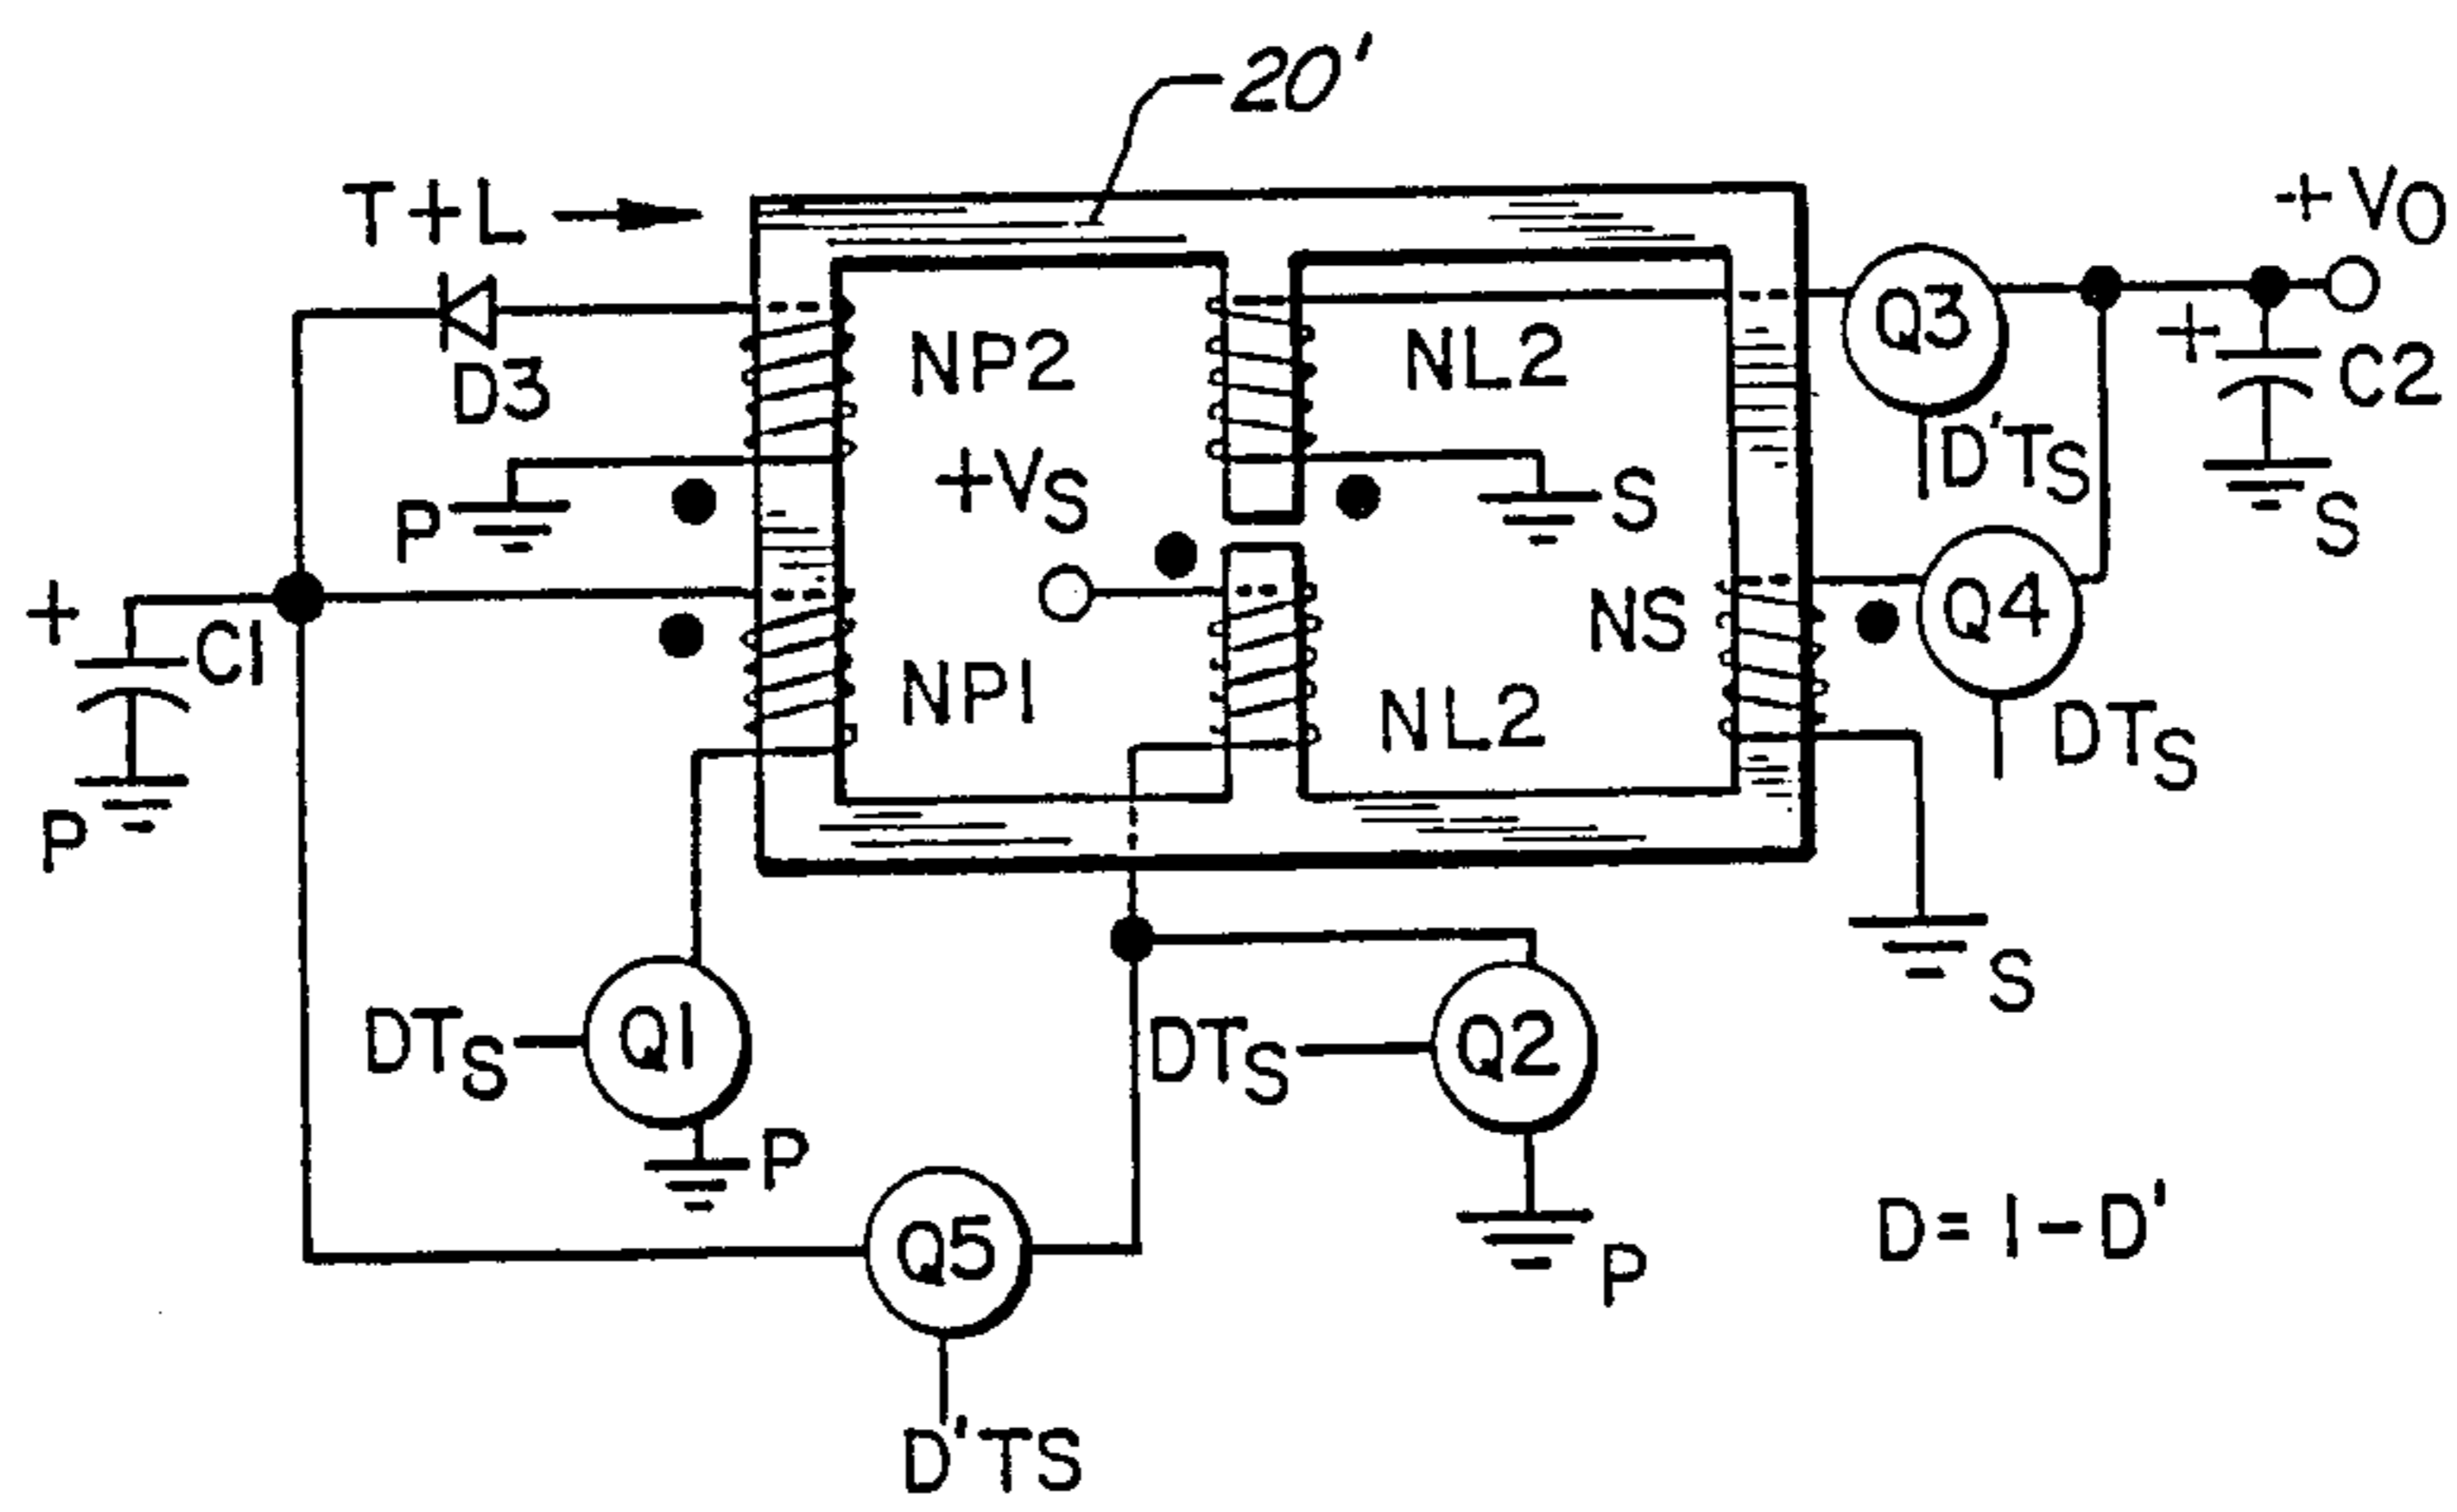 20'
T+L
+VO
Q3
NP2
NL2
D3
C2
D'TS
+VS
+
P
S
S
+
C1
NS
Q4
NP1
NL2
DTS
P
S
DTS
Q1
DTS
Q2
P
D=1-D'
Q5
P
D'TS